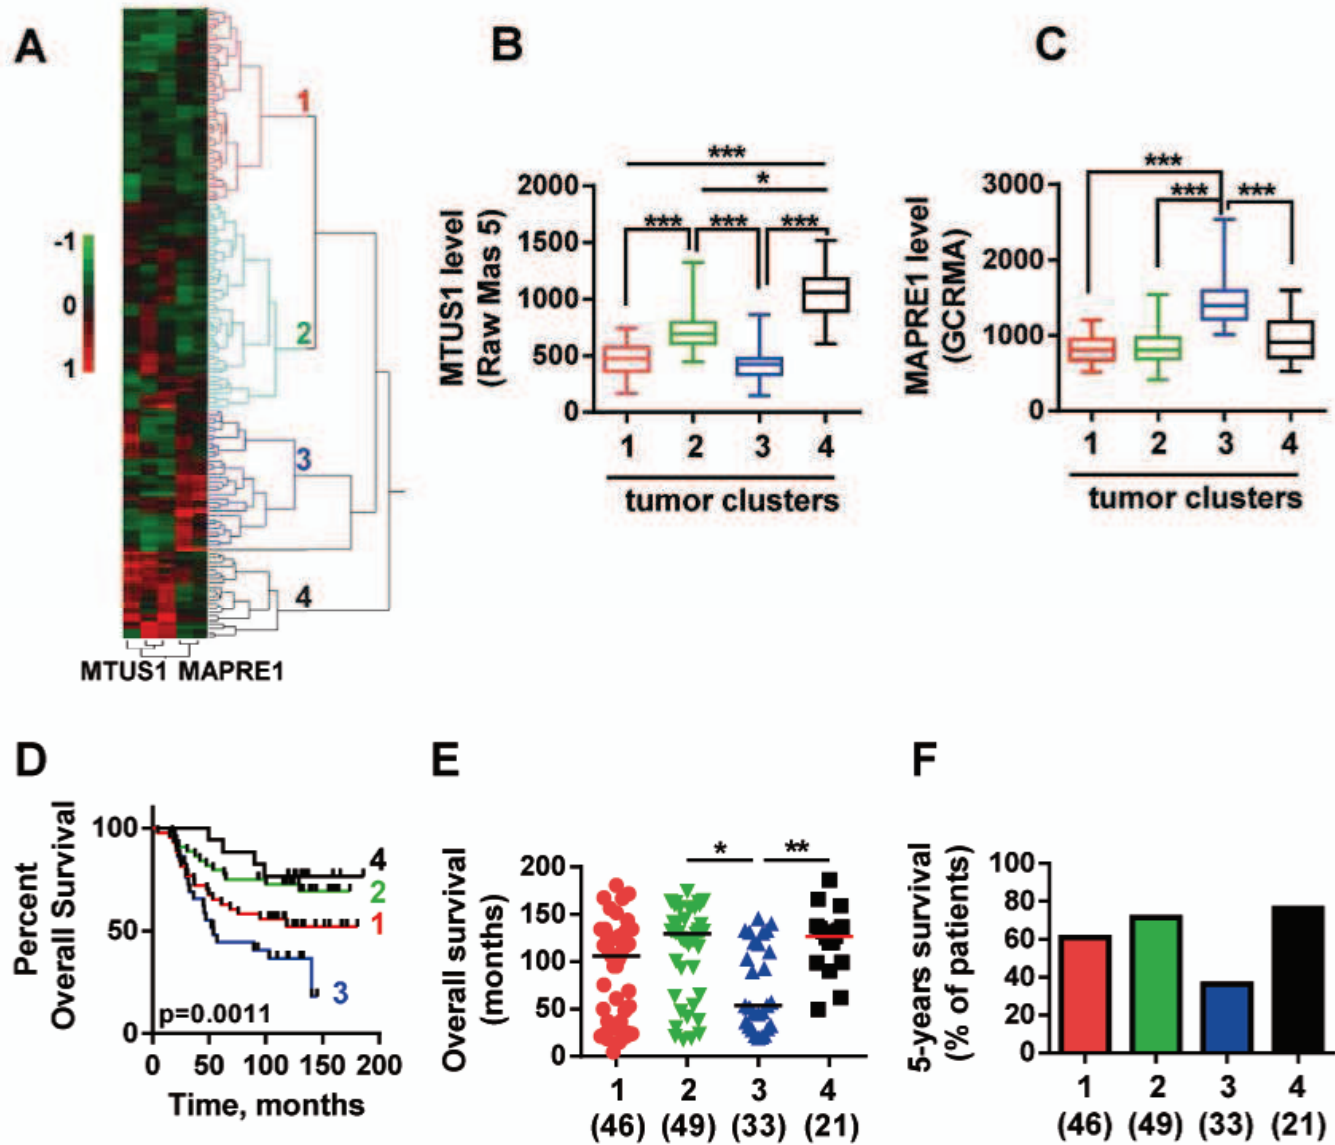 A
1
2
3
4
-1
0
1
MTUS1 MAPRE1
B
MTUS1 level
(Raw Mas 5)
2000
1500
1000
500
0
***
*
*** *** ***
1 2 3 4
tumor clusters
C
MAPRE1 level
(GCRMA)
3000
2000
1000
0
***
*** ***
1 2 3 4
tumor clusters
D
Percent
Overall Survival
100
50
0
4
2
1
3
p=0.0011
0 50 100 150 200
Time, months
E
Overall survival
(months)
200
150
100
50
0
* **
1 2 3 4
(46) (49) (33) (21)
F
5-years survival
(% of patients)
100
80
60
40
20
0
1 2 3 4
(46) (49) (33) (21)